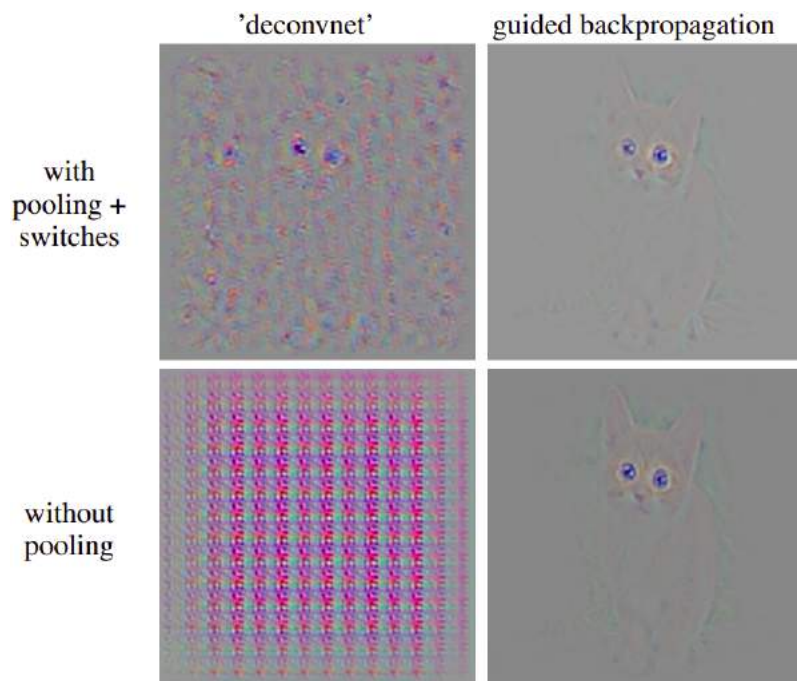 'deconvnet'
guided backpropagation
with
pooling +
switches
without
pooling